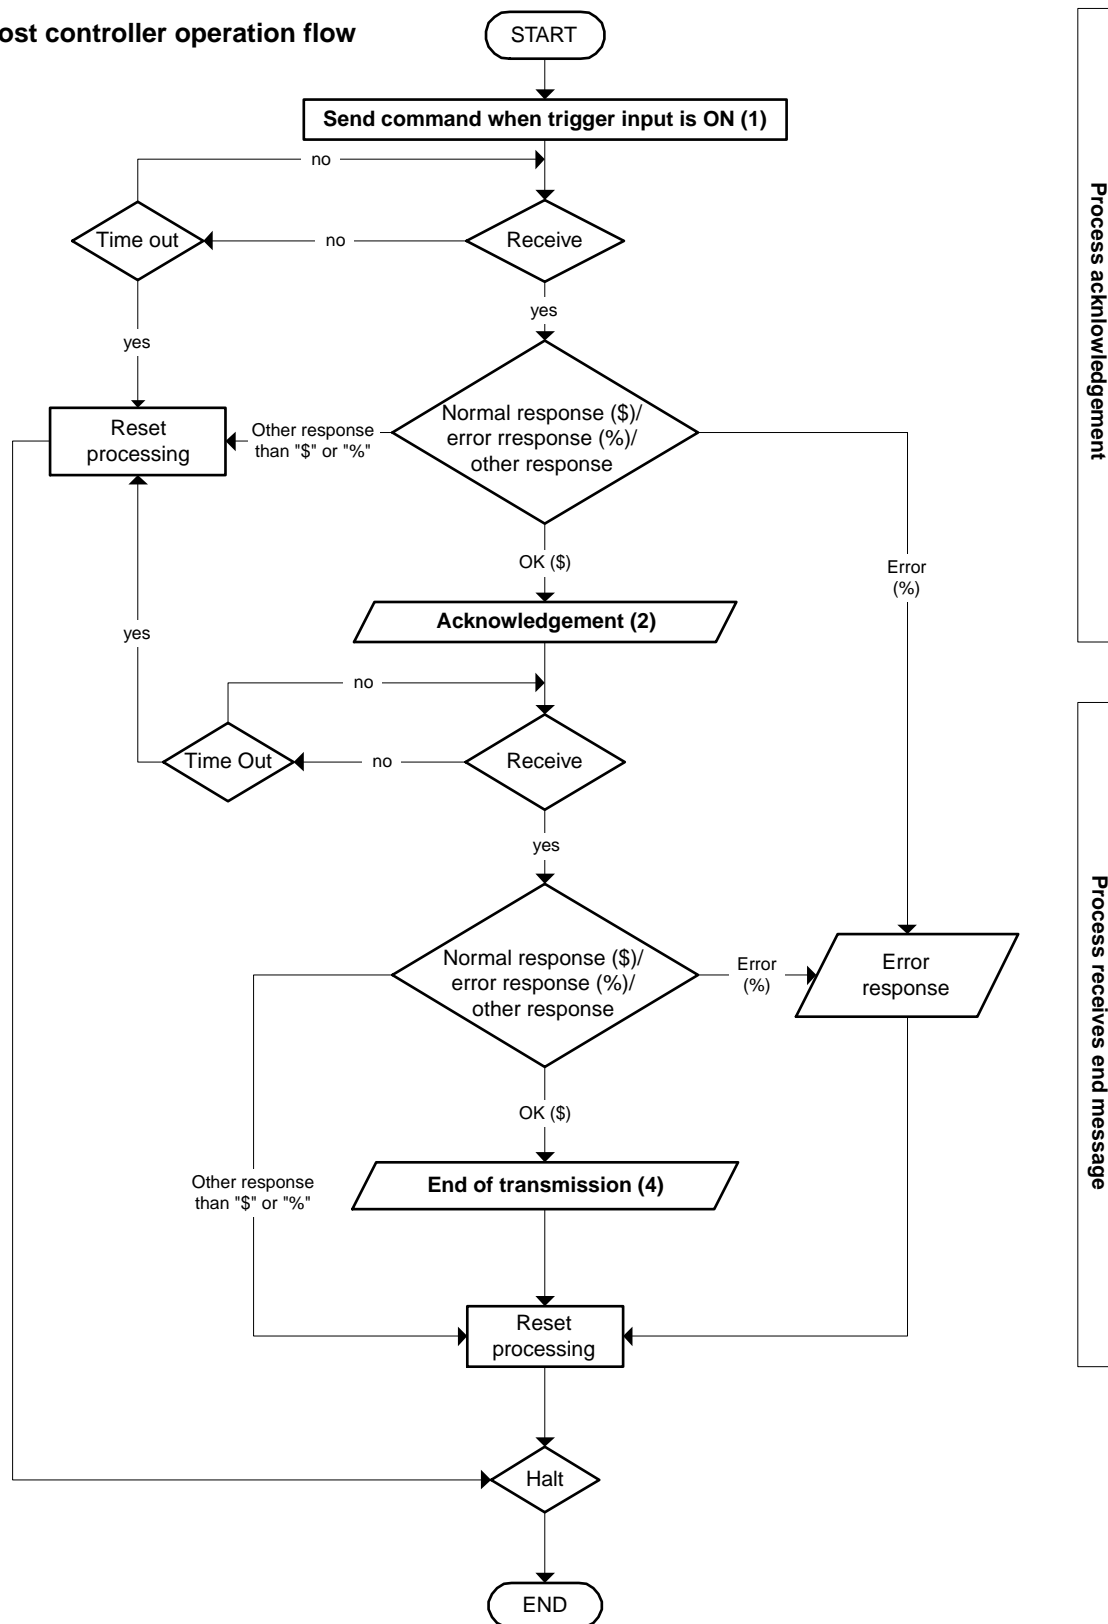 ost controller operation flow
START
Send command when trigger input is ON (1)
no
Time out
no
Receive
yes
yes
Normal response ($)/
error rresponse (%)/
other response
Other response
than "$" or "%"
Reset
processing
OK ($)
Error
(%)
Acknowledgement (2)
yes
no
Time Out
no
Receive
yes
Normal response ($)/
error response (%)/
other response
Error
(%)
Error
response
OK ($)
Other response
than "$" or "%"
End of transmission (4)
Reset
processing
Halt
END
Process acknlowledgement
Process receives end message